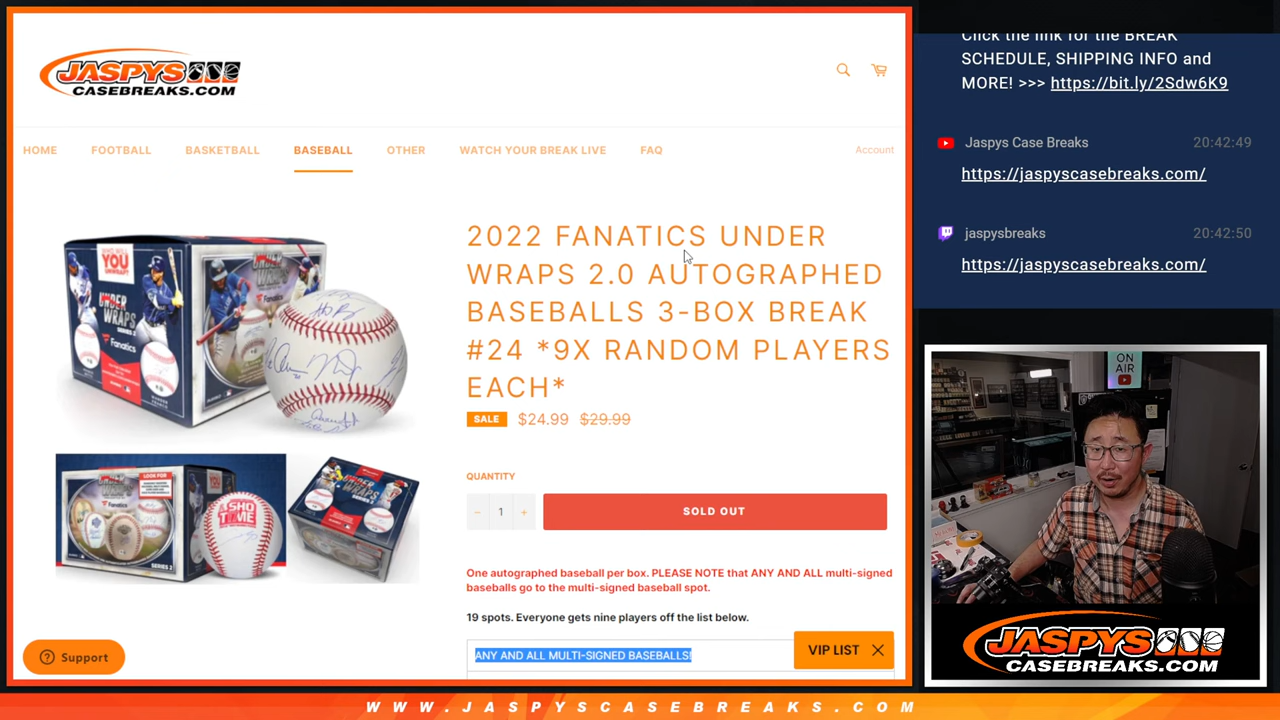 JASPYS
CASEBREAKS.COM
HOME
FOOTBALL
BASKETBALL
BASEBALL
OTHER
WATCH YOUR BREAK LIVE
FAQ
Account
2022 FANATICS UNDER
WRAPS 2.0 AUTOGRAPHED
BASEBALLS 3-BOX BREAK
#24 *9X RANDOM PLAYERS
EACH*
SALE $24.99 $29.99
QUANTITY
− 1 +
SOLD OUT
One autographed baseball per box. PLEASE NOTE that ANY AND ALL multi-signed
baseballs go to the multi-signed baseball spot.
19 spots. Everyone gets nine players off the list below.
ANY AND ALL MULTI-SIGNED BASEBALLS!
VIP LIST
Support
YOU
UNDER
WRAPS
Fanatics
SHO
TIME
Click the link for the BREAK
SCHEDULE, SHIPPING INFO and
MORE! >>> https://bit.ly/2Sdw6K9
Jaspys Case Breaks 20:42:49
https://jaspyscasebreaks.com/
jaspysbreaks 20:42:50
https://jaspyscasebreaks.com/
ON
AIR
JASPYS
CASEBREAKS.COM
WWW.JASPYSCASEBREAKS.COM